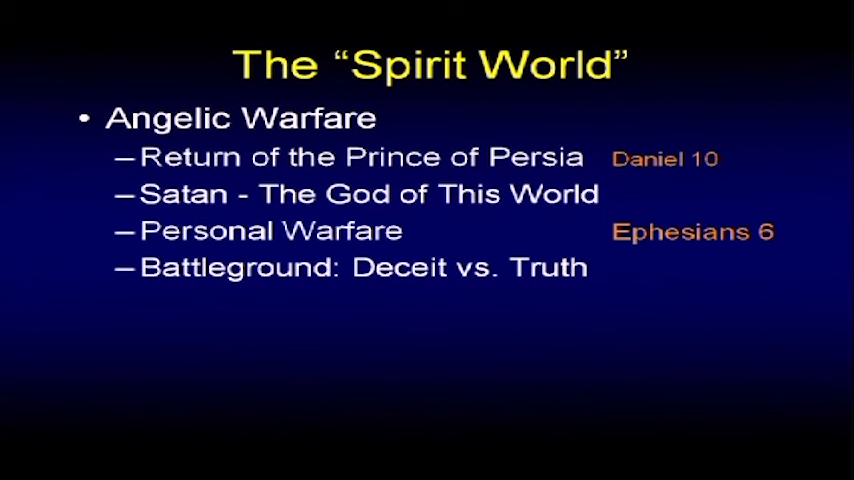 The “Spirit World”
• Angelic Warfare
– Return of the Prince of Persia Daniel 10
– Satan - The God of This World
– Personal Warfare Ephesians 6
– Battleground: Deceit vs. Truth